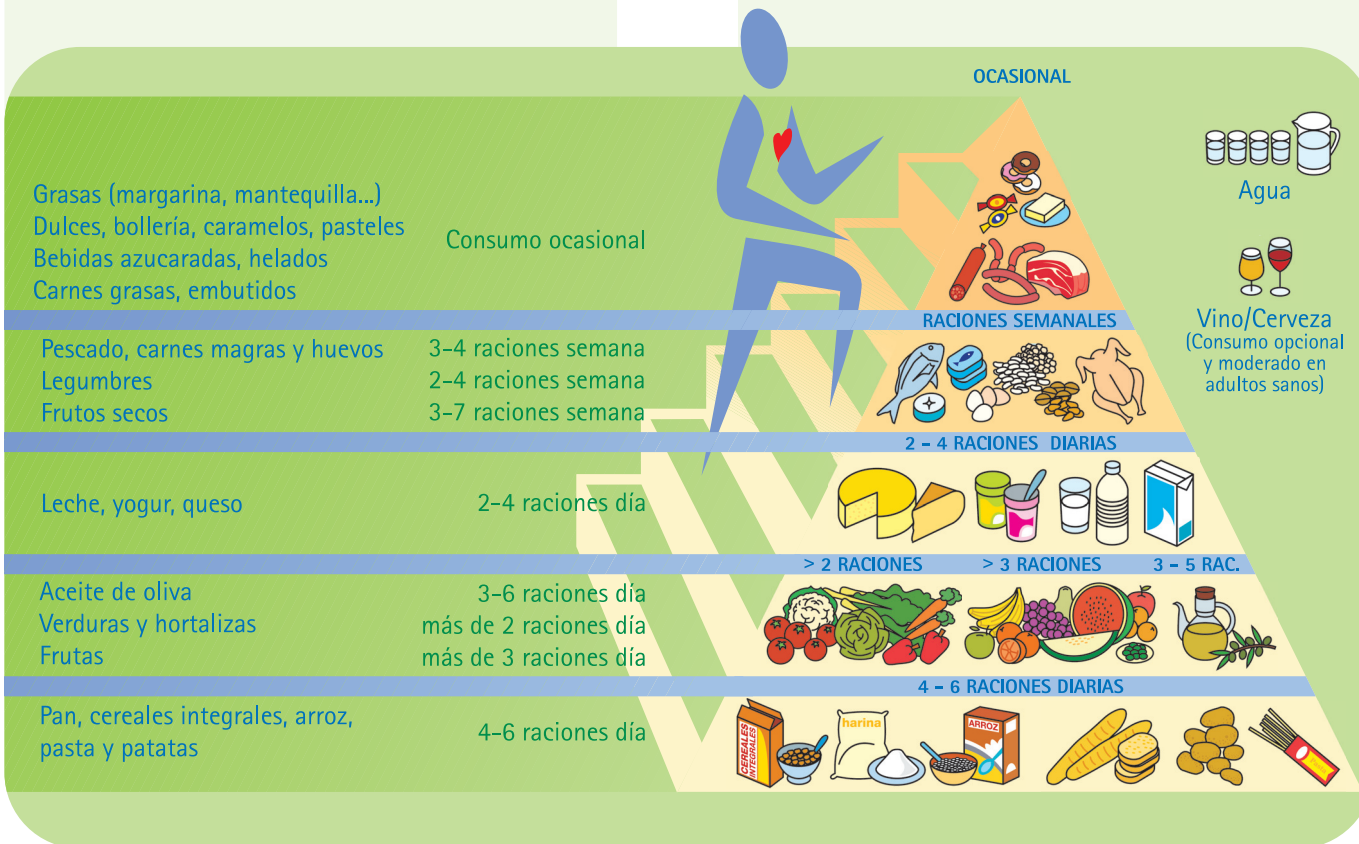 OCASIONAL
Grasas (margarina, mantequilla...)
Dulces, bollería, caramelos, pasteles
Bebidas azucaradas, helados
Carnes grasas, embutidos
Consumo ocasional
Agua
Vino/Cerveza
(Consumo opcional
y moderado en
adultos sanos)
RACIONES SEMANALES
Pescado, carnes magras y huevos 3-4 raciones semana
Legumbres 2-4 raciones semana
Frutos secos 3-7 raciones semana
2 - 4 RACIONES DIARIAS
Leche, yogur, queso 2-4 raciones día
> 2 RACIONES > 3 RACIONES 3 - 5 RAC.
Aceite de oliva 3-6 raciones día
Verduras y hortalizas más de 2 raciones día
Frutas más de 3 raciones día
4 - 6 RACIONES DIARIAS
Pan, cereales integrales, arroz,
pasta y patatas
4-6 raciones día
CEREALES
INTEGRALES
harina
ARROZ